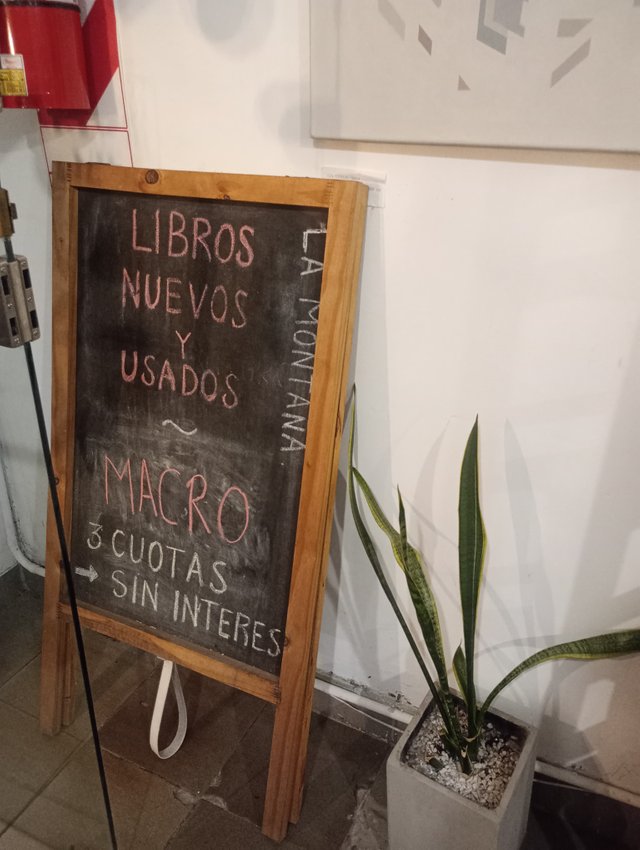 LIBROS
NUEVOS
Y
USADOS
~
MACRO
3 CUOTAS
→ SIN INTERES
LA MONTANA.